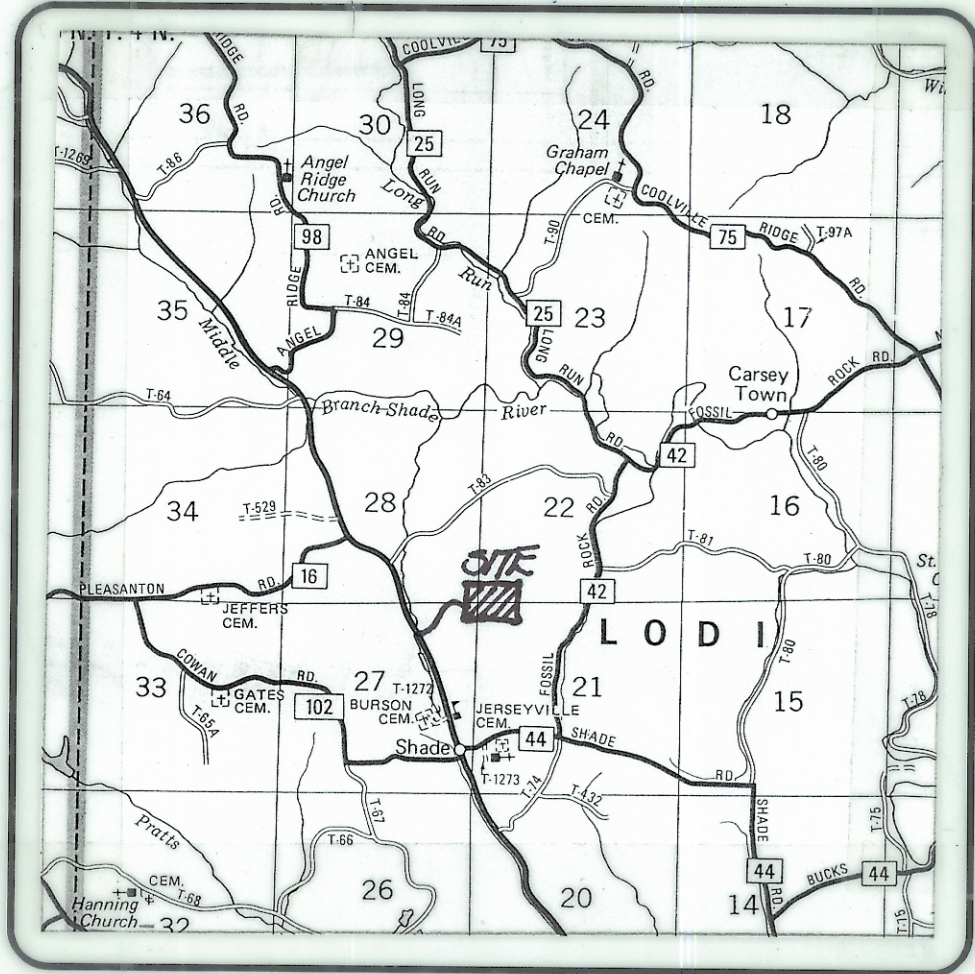 N. T. 4 N.
RIDGE
RD.
COOLVILLE
75
RD.
36
30
LONG
25
RUN
24
18
T-1269
T-86
Angel
Ridge
Church
Long
Graham
Chapel
CEM.
COOLVILLE
75
RIDGE
T-97A
RD.
RD.
98
RIDGE
ANGEL
CEM.
RD
Run
T-90
T-84
T-84
T-84A
35
Middle
ANGEL
29
25
LONG
RUN
23
17
Carsey
Town
ROCK
RD.
T-64
Branch Shade
River
FOSSIL
RD
42
T-80
34
T-529
28
T-83
22
RD.
ROCK
16
T-81
T-80
St.
T-78
SITE
PLEASANTON
RD.
16
JEFFERS
CEM.
42
LODI
T-80
COWAN
RD.
33
GATES
CEM.
102
27
T-1272
BURSON
CEM.
JERSEYVILLE
CEM.
FOSSIL
21
15
T-78
T-65A
Shade
44
SHADE
RD.
T-1273
T-74
T-432
T-67
T-66
SHADE
T-75
Pratts
CEM.
T-68
Hanning
Church
32
26
20
14
44
RD.
BUCKS
44
T-75